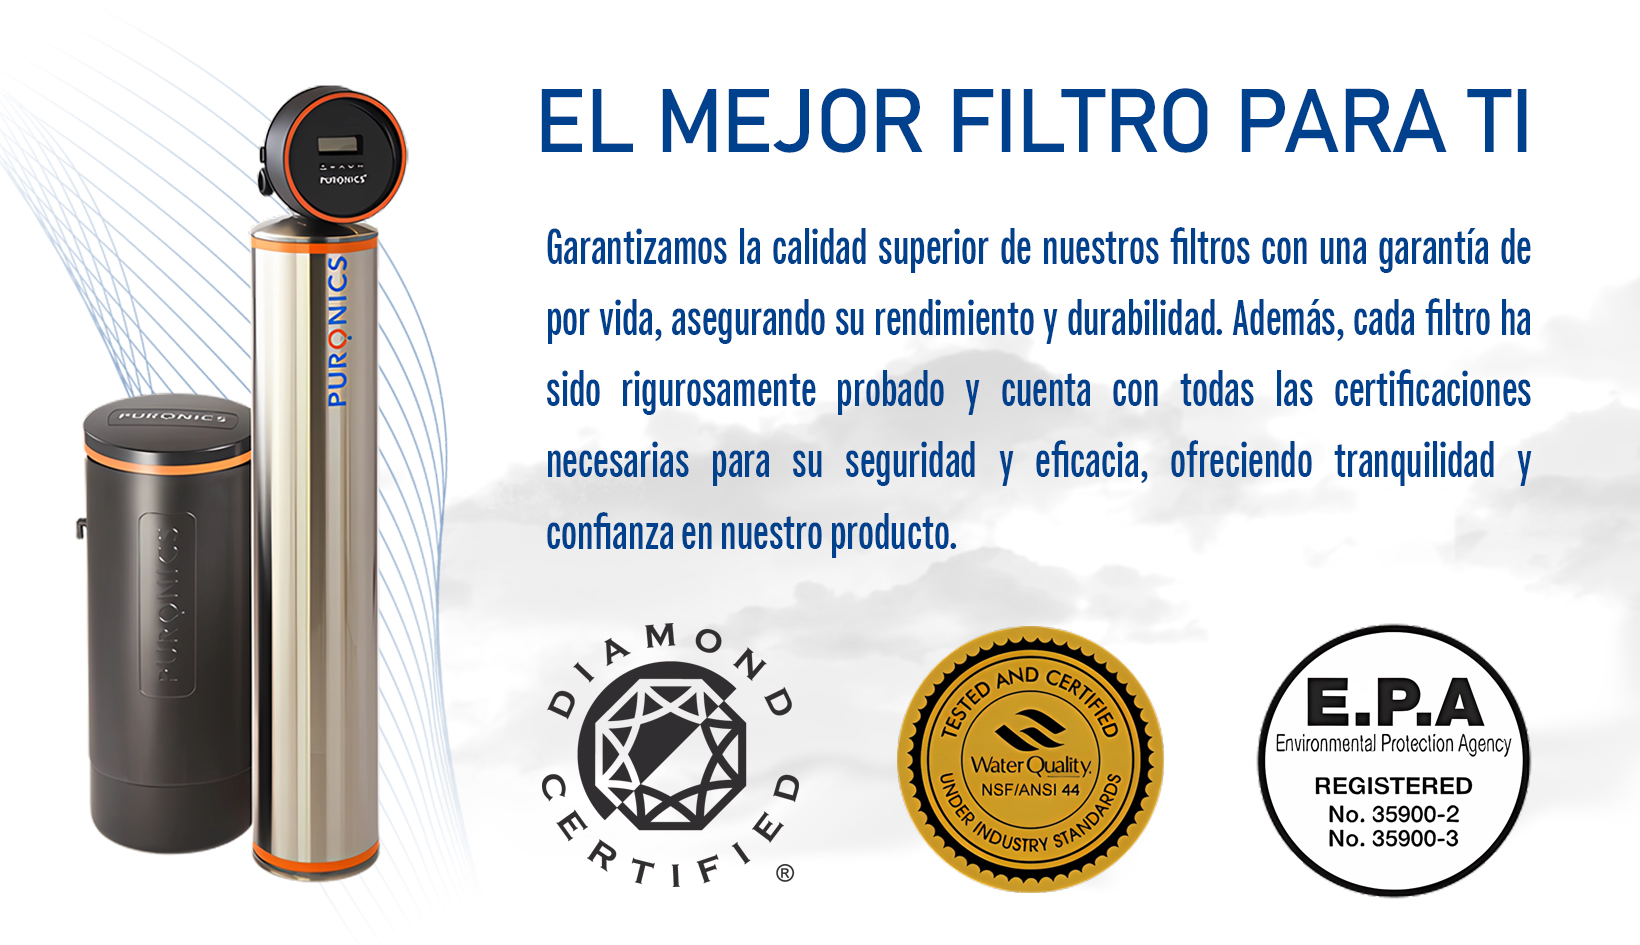 EL MEJOR FILTRO PARA TI
Garantizamos la calidad superior de nuestros filtros con una garantía de
por vida, asegurando su rendimiento y durabilidad. Además, cada filtro ha
sido rigurosamente probado y cuenta con todas las certificaciones
necesarias para su seguridad y eficacia, ofreciendo tranquilidad y
confianza en nuestro producto.
PURONICS
PURONICS
PURONICS
PURONICS
DIAMOND
CERTIFIED
®
TESTED AND CERTIFIED
Water Quality.
NSF/ANSI 44
UNDER INDUSTRY STANDARDS
E.P.A
Environmental Protection Agency
REGISTERED
No. 35900-2
No. 35900-3